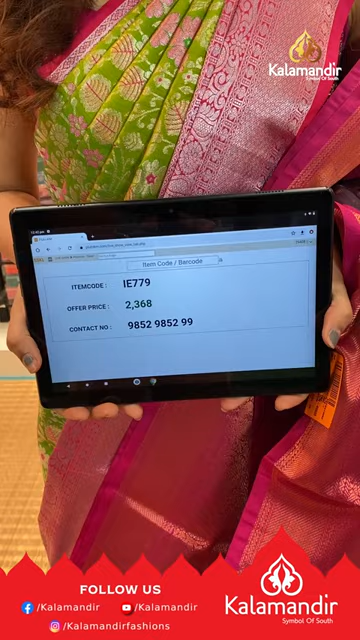 Kalamandir
Symbol Of South
Item Code / Barcode
ITEMCODE : IE779
OFFER PRICE : 2,368
CONTACT NO : 9852 9852 99
FOLLOW US
/Kalamandir
/Kalamandir
/Kalamandirfashions
Kalamandir
Symbol Of South